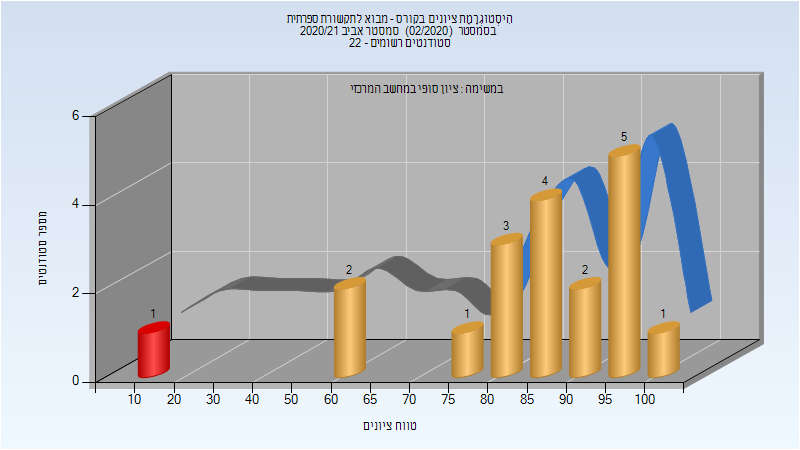 היסטוגרמת ציונים בקורס - מבוא לתקשורת ספרתית
בסמסטר (02/2020) סמסטר אביב 2020/21
סטודנטים רשומים - 22
במשימה : ציון סופי במחשב המרכזי
מספר סטודנטים
6
4
2
0
1
2
1
3
4
2
5
1
10 20 30 40 50 60 65 70 75 80 85 90 95 100
טווח ציונים